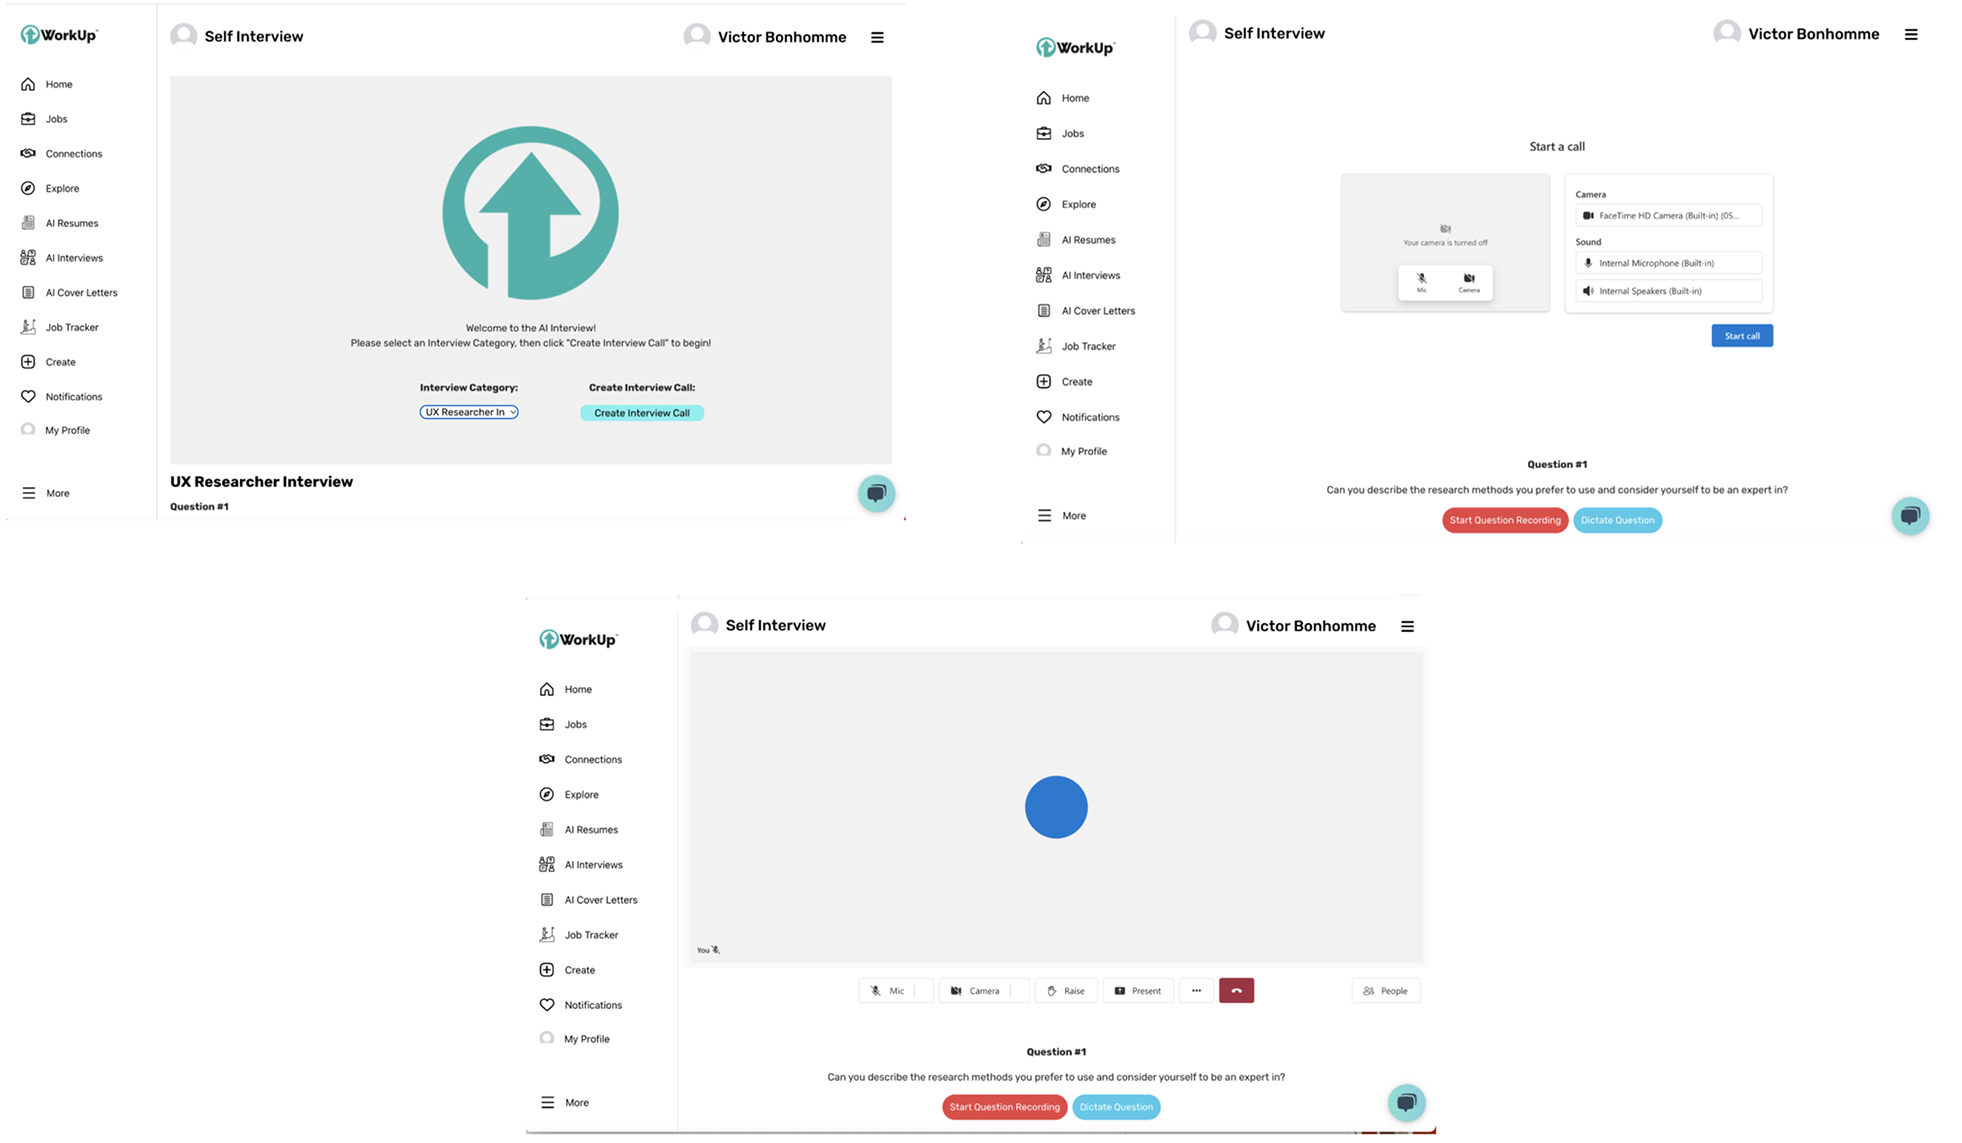 WorkUp
Self Interview
Victor Bonhomme
Home
Jobs
Connections
Explore
AI Resumes
AI Interviews
AI Cover Letters
Job Tracker
Create
Notifications
My Profile
More
Welcome to the AI Interview!
Please select an Interview Category, then click "Create Interview Call" to begin!
Interview Category:
Create Interview Call:
UX Researcher In
Create Interview Call
UX Researcher Interview
Question #1
WorkUp
Self Interview
Victor Bonhomme
Home
Jobs
Connections
Explore
AI Resumes
AI Interviews
AI Cover Letters
Job Tracker
Create
Notifications
My Profile
More
Start a call
Your camera is turned off
Mic
Camera
Camera
FaceTime HD Camera (Built-in) (05...
Sound
Internal Microphone (Built-in)
Internal Speakers (Built-in)
Start call
Question #1
Can you describe the research methods you prefer to use and consider yourself to be an expert in?
Start Question Recording
Dictate Question
WorkUp
Self Interview
Victor Bonhomme
Home
Jobs
Connections
Explore
AI Resumes
AI Interviews
AI Cover Letters
Job Tracker
Create
Notifications
My Profile
More
You
Mic
Camera
Raise
Present
People
Question #1
Can you describe the research methods you prefer to use and consider yourself to be an expert in?
Start Question Recording
Dictate Question